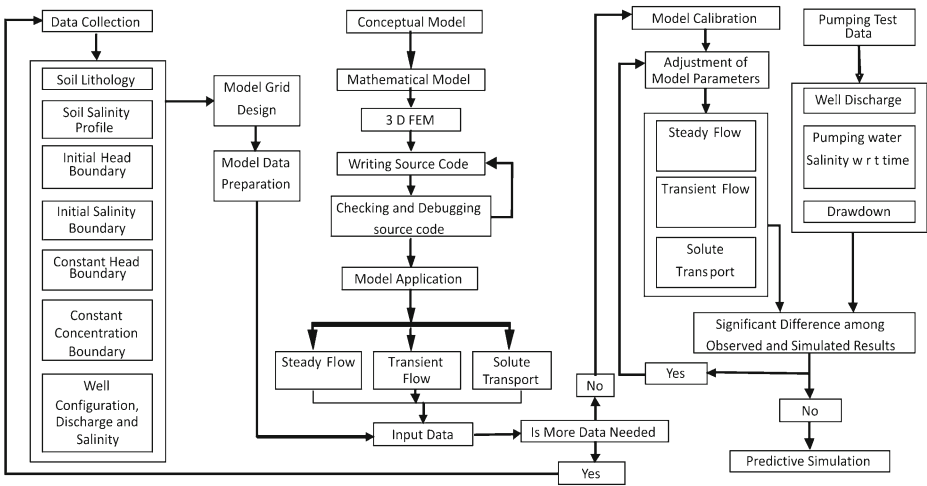 Data Collection
Soil Lithology
Soil Salinity
Profile
Initial Head
Boundary
Initial Salinity
Boundary
Constant Head
Boundary
Constant
Concentration
Boundary
Well
Configuration,
Discharge and
Salinity
Model Grid
Design
Model Data
Preparation
Conceptual Model
Mathematical Model
3 D FEM
Writing Source Code
Checking and Debugging
source code
Model Application
Steady Flow
Transient
Flow
Solute
Transport
Input Data
Is More Data Needed
No
Yes
Model Calibration
Adjustment of
Model Parameters
Steady Flow
Transient Flow
Solute
Transport
Pumping Test
Data
Well Discharge
Pumping water
Salinity w r t time
Drawdown
Significant Difference among
Observed and Simulated Results
Yes
No
Predictive Simulation